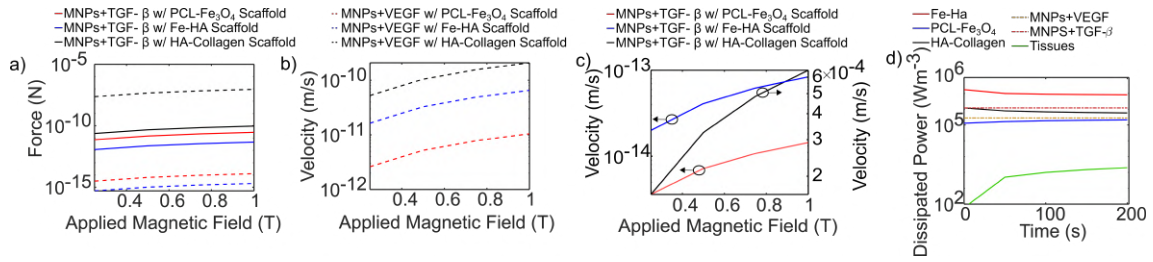 MNPs+TGF- β w/ PCL-Fe₃O₄ Scaffold
MNPs+TGF- β w/ Fe-HA Scaffold
MNPs+TGF- β w/ HA-Collagen Scaffold
MNPs+VEGF w/ PCL-Fe₃O₄ Scaffold
MNPs+VEGF w/ Fe-HA Scaffold
MNPs+VEGF w/ HA-Collagen Scaffold
MNPs+TGF- β w/ PCL-Fe₃O₄ Scaffold
MNPs+TGF- β w/ Fe-HA Scaffold
MNPs+TGF- β w/ HA-Collagen Scaffold
Fe-Ha
PCL-Fe₃O₄
HA-Collagen
MNPs+VEGF
MNPS+TGF-β
Tissues
a)
Force (N)
10⁻⁵
10⁻¹⁰
10⁻¹⁵
0.4 0.6 0.8 1
Applied Magnetic Field (T)
b)
Velocity (m/s)
10⁻¹⁰
10⁻¹¹
10⁻¹²
0.4 0.6 0.8 1
Applied Magnetic Field (T)
c)
Velocity (m/s)
10⁻¹³
10⁻¹⁴
6×10⁻⁴
5
4
3
2
Velocity (m/s)
0.4 0.6 0.8 1
Applied Magnetic Field (T)
d)
Dissipated Power (Wm⁻³)
10⁶
10⁵
10²
0 100 200
Time (s)